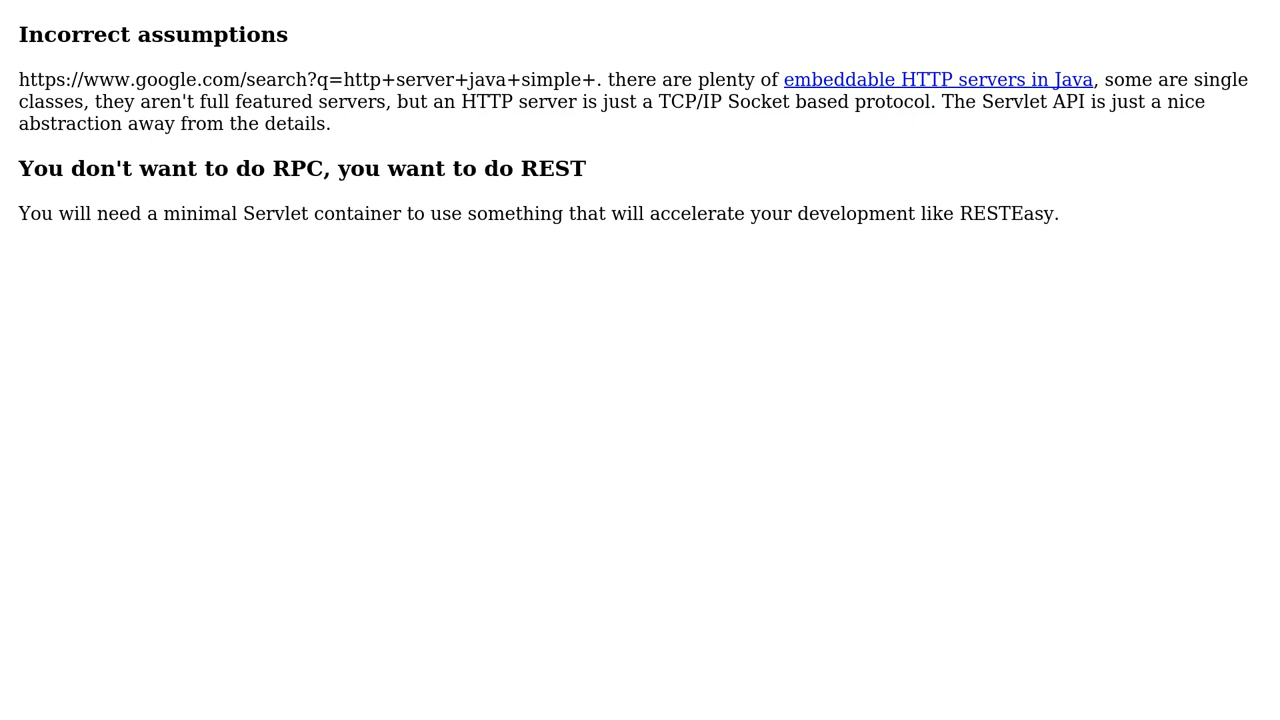 Incorrect assumptions
https://www.google.com/search?q=http+server+java+simple+. there are plenty of embeddable HTTP servers in Java, some are single
classes, they aren't full featured servers, but an HTTP server is just a TCP/IP Socket based protocol. The Servlet API is just a nice
abstraction away from the details.
You don't want to do RPC, you want to do REST
You will need a minimal Servlet container to use something that will accelerate your development like RESTEasy.